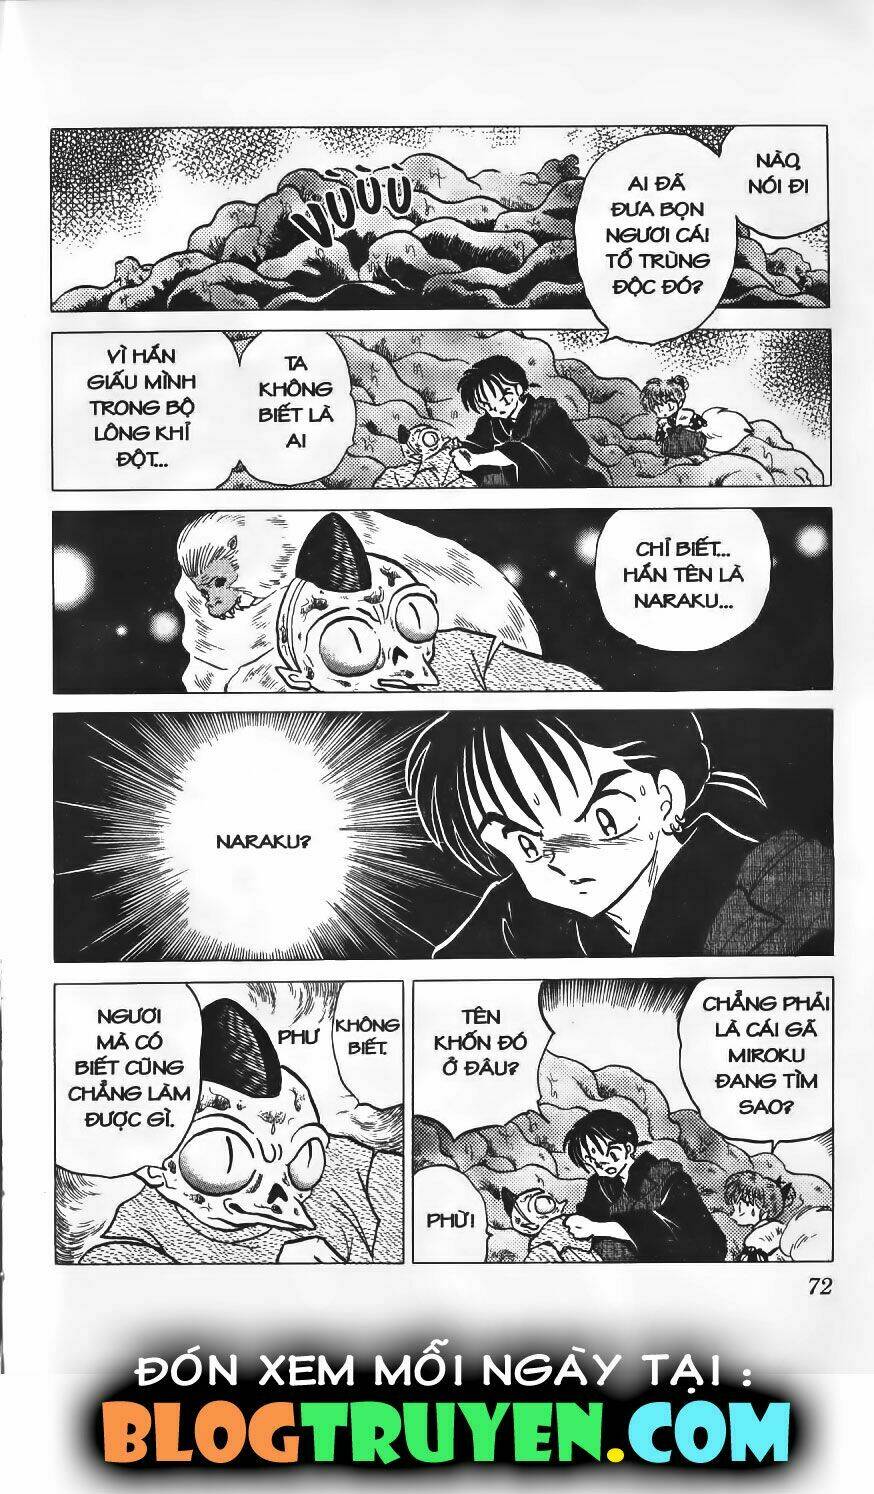 NÀO,
NÓI ĐI
AI ĐÃ
ĐƯA BỌN
NGƯƠI CÁI
TỔ TRÙNG
ĐỘC ĐÓ?
VÙÙÙ
TA
KHÔNG
BIẾT LÀ
AI
VÌ HẮN
GIẤU MÌNH
TRONG BỘ
LÔNG KHỈ
ĐỘT...
CHỈ BIẾT...
HẮN TÊN LÀ
NARAKU...
NARAKU?
CHẲNG PHẢI
LÀ CÁI GÃ
MIROKU
ĐANG TÌM
SAO?
TÊN
KHỐN ĐÓ
Ở ĐÂU?
PHỪ!
KHÔNG
BIẾT.
PHƯ
NGƯƠI
MÀ CÓ
BIẾT CŨNG
CHẲNG LÀM
ĐƯỢC GÌ.
72
ĐÓN XEM MỖI NGÀY TẠI :
BLOGTRUYEN.COM